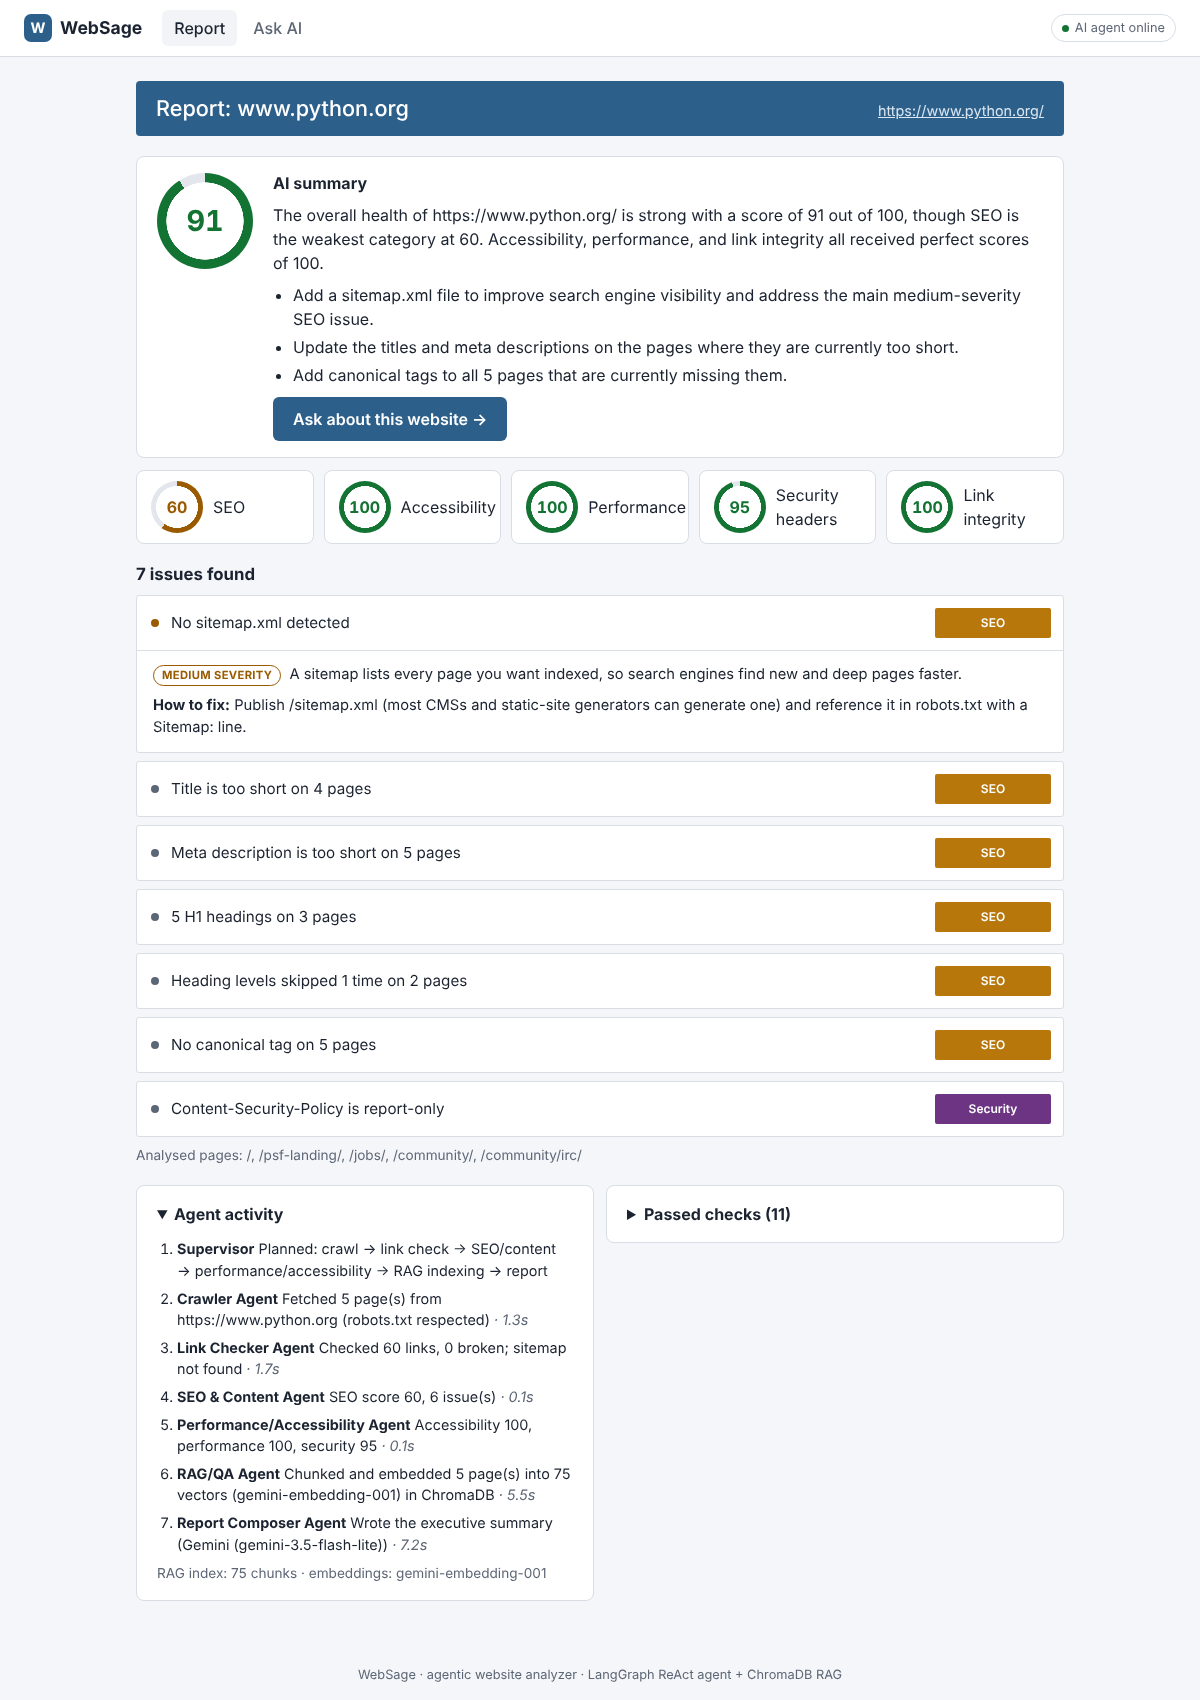 W WebSage Report Ask AI AI agent online
Report: www.python.org https://www.python.org/
91
AI summary
The overall health of https://www.python.org/ is strong with a score of 91 out of 100, though SEO is
the weakest category at 60. Accessibility, performance, and link integrity all received perfect scores
of 100.
• Add a sitemap.xml file to improve search engine visibility and address the main medium-severity
SEO issue.
• Update the titles and meta descriptions on the pages where they are currently too short.
• Add canonical tags to all 5 pages that are currently missing them.
Ask about this website →
60 SEO
100 Accessibility
100 Performance
95 Security
headers
100 Link
integrity
7 issues found
No sitemap.xml detected SEO
MEDIUM SEVERITY A sitemap lists every page you want indexed, so search engines find new and deep pages faster.
How to fix: Publish /sitemap.xml (most CMSs and static-site generators can generate one) and reference it in robots.txt with a
Sitemap: line.
Title is too short on 4 pages SEO
Meta description is too short on 5 pages SEO
5 H1 headings on 3 pages SEO
Heading levels skipped 1 time on 2 pages SEO
No canonical tag on 5 pages SEO
Content-Security-Policy is report-only Security
Analysed pages: /, /psf-landing/, /jobs/, /community/, /community/irc/
▼ Agent activity
1. Supervisor Planned: crawl → link check → SEO/content
→ performance/accessibility → RAG indexing → report
2. Crawler Agent Fetched 5 page(s) from
https://www.python.org (robots.txt respected) · 1.3s
3. Link Checker Agent Checked 60 links, 0 broken; sitemap
not found · 1.7s
4. SEO & Content Agent SEO score 60, 6 issue(s) · 0.1s
5. Performance/Accessibility Agent Accessibility 100,
performance 100, security 95 · 0.1s
6. RAG/QA Agent Chunked and embedded 5 page(s) into 75
vectors (gemini-embedding-001) in ChromaDB · 5.5s
7. Report Composer Agent Wrote the executive summary
(Gemini (gemini-3.5-flash-lite)) · 7.2s
RAG index: 75 chunks · embeddings: gemini-embedding-001
▶ Passed checks (11)
WebSage · agentic website analyzer · LangGraph ReAct agent + ChromaDB RAG